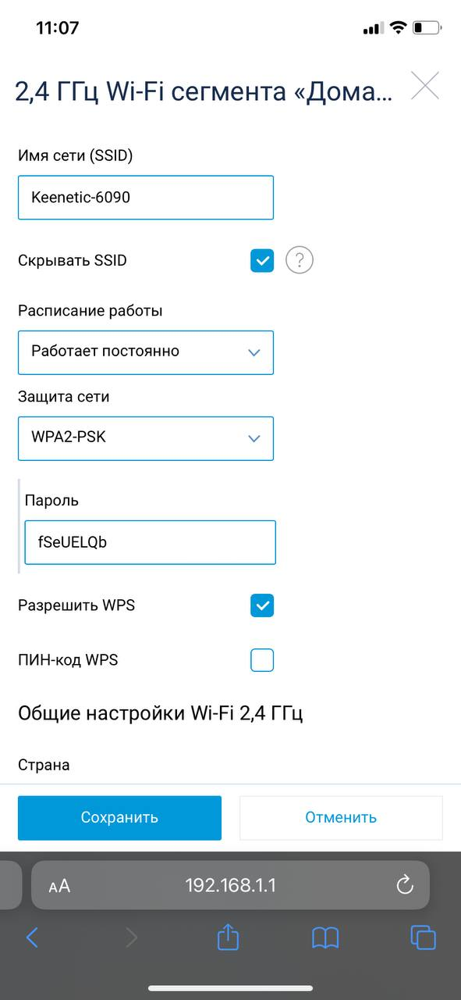 11:07
2,4 ГГц Wi-Fi сегмента «Дома...
Имя сети (SSID)
Keenetic-6090
Скрывать SSID
?
Расписание работы
Работает постоянно
Защита сети
WPA2-PSK
Пароль
fSeUELQb
Разрешить WPS
ПИН-код WPS
Общие настройки Wi-Fi 2,4 ГГц
Страна
Сохранить
Отменить
AA
192.168.1.1